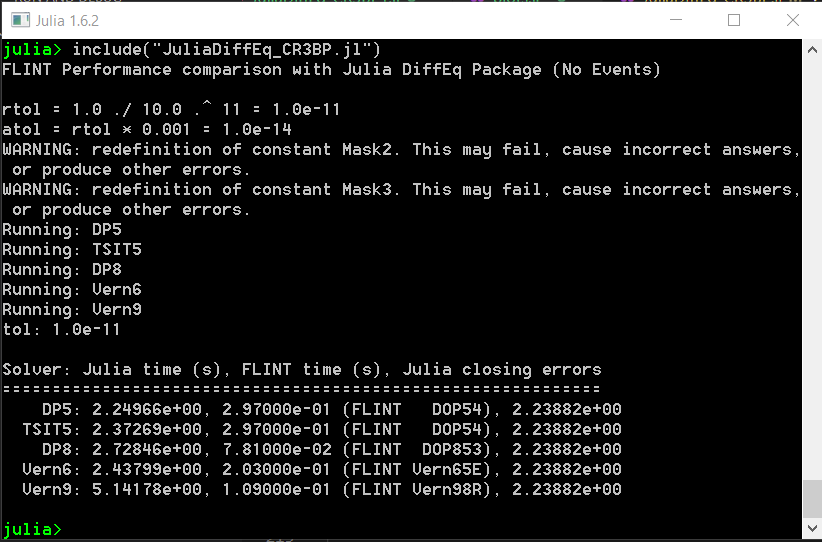 Julia 1.6.2
julia> include("JuliaDiffEq_CR3BP.jl")
FLINT Performance comparison with Julia DiffEq Package (No Events)
rtol = 1.0 ./ 10.0 .^ 11 = 1.0e-11
atol = rtol * 0.001 = 1.0e-14
WARNING: redefinition of constant Mask2. This may fail, cause incorrect answers,
 or produce other errors.
WARNING: redefinition of constant Mask3. This may fail, cause incorrect answers,
 or produce other errors.
Running: DP5
Running: TSIT5
Running: DP8
Running: Vern6
Running: Vern9
tol: 1.0e-11
Solver: Julia time (s), FLINT time (s), Julia closing errors
============================================================
    DP5: 2.24966e+00, 2.97000e-01 (FLINT   DOP54), 2.23882e+00
  TSIT5: 2.37269e+00, 2.97000e-01 (FLINT   DOP54), 2.23882e+00
    DP8: 2.72846e+00, 7.81000e-02 (FLINT  DOP853), 2.23882e+00
  Vern6: 2.43799e+00, 2.03000e-01 (FLINT Vern65E), 2.23882e+00
  Vern9: 5.14178e+00, 1.09000e-01 (FLINT Vern98R), 2.23882e+00
julia>